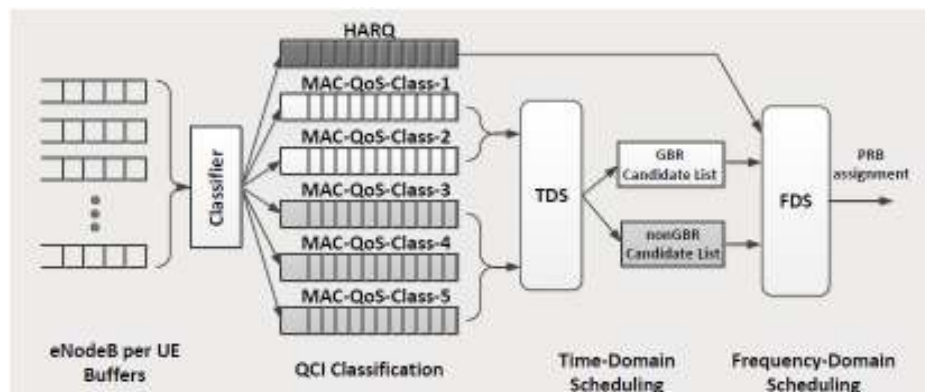 HARQ
MAC-QoS-Class-1
MAC-QoS-Class-2
MAC-QoS-Class-3
MAC-QoS-Class-4
MAC-QoS-Class-5
Classifier
TDS
GBR
Candidate List
nonGBR
Candidate List
FDS
PRB
assignment
eNodeB per UE
Buffers
QCI Classification
Time-Domain
Scheduling
Frequency-Domain
Scheduling